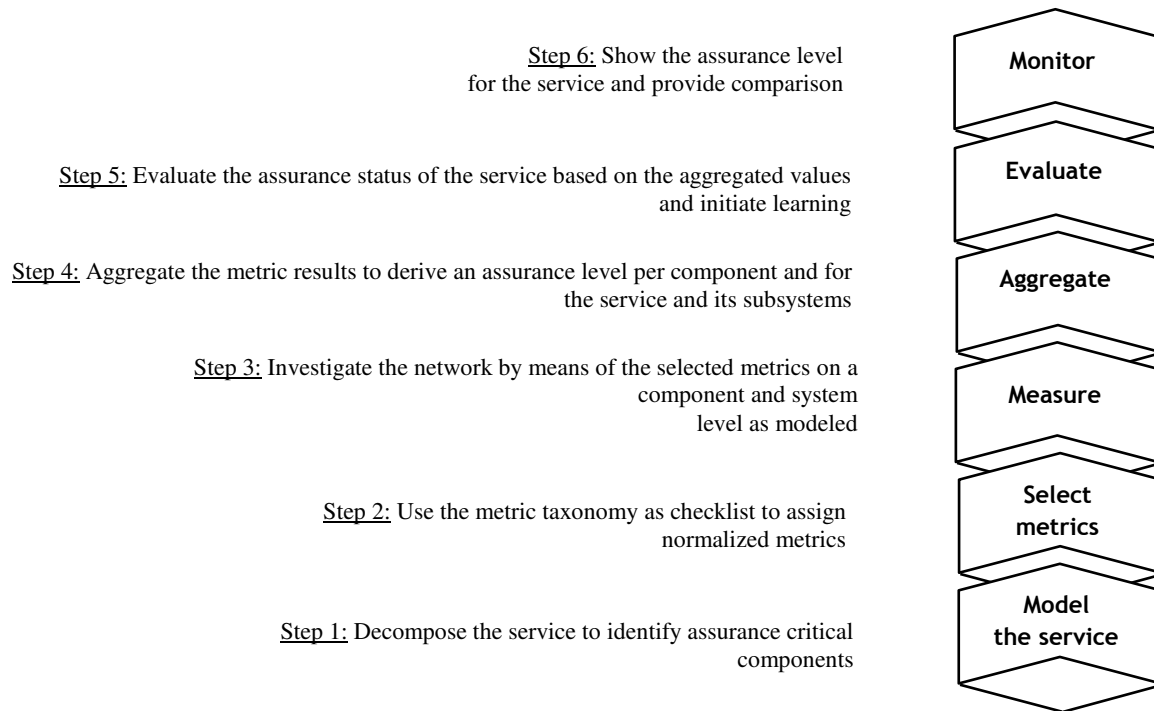 Step 6: Show the assurance level
for the service and provide comparison
Monitor
Step 5: Evaluate the assurance status of the service based on the aggregated values
and initiate learning
Evaluate
Step 4: Aggregate the metric results to derive an assurance level per component and for
the service and its subsystems
Aggregate
Step 3: Investigate the network by means of the selected metrics on a
component and system
level as modeled
Measure
Step 2: Use the metric taxonomy as checklist to assign
normalized metrics
Select
metrics
Step 1: Decompose the service to identify assurance critical
components
Model
the service